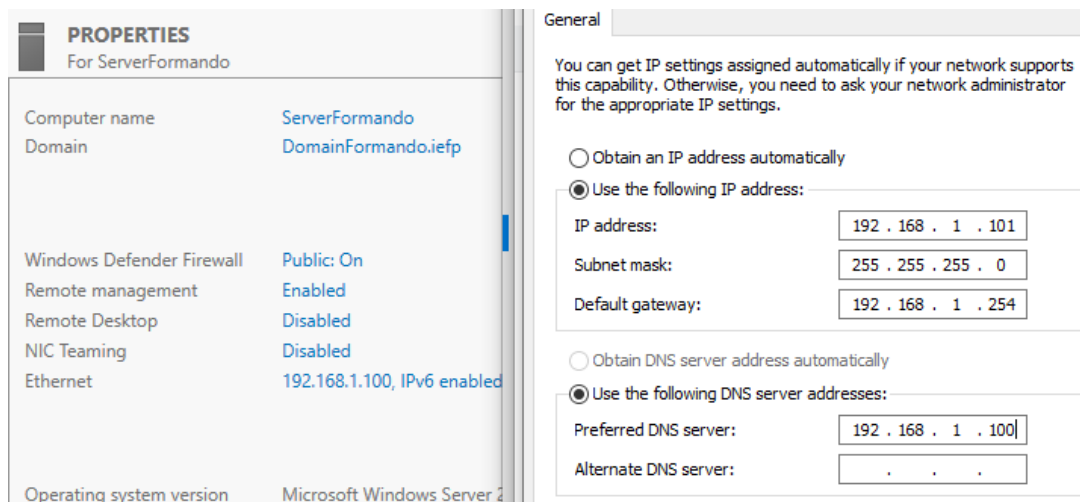 PROPERTIES
For ServerFormando
Computer name ServerFormando
Domain DomainFormando.iefp
Windows Defender Firewall Public: On
Remote management Enabled
Remote Desktop Disabled
NIC Teaming Disabled
Ethernet 192.168.1.100, IPv6 enabled
Operating system version Microsoft Windows Server
General
You can get IP settings assigned automatically if your network supports
this capability. Otherwise, you need to ask your network administrator
for the appropriate IP settings.
Obtain an IP address automatically
Use the following IP address:
IP address: 192 . 168 . 1 . 101
Subnet mask: 255 . 255 . 255 . 0
Default gateway: 192 . 168 . 1 . 254
Obtain DNS server address automatically
Use the following DNS server addresses:
Preferred DNS server: 192 . 168 . 1 . 100
Alternate DNS server: . . .